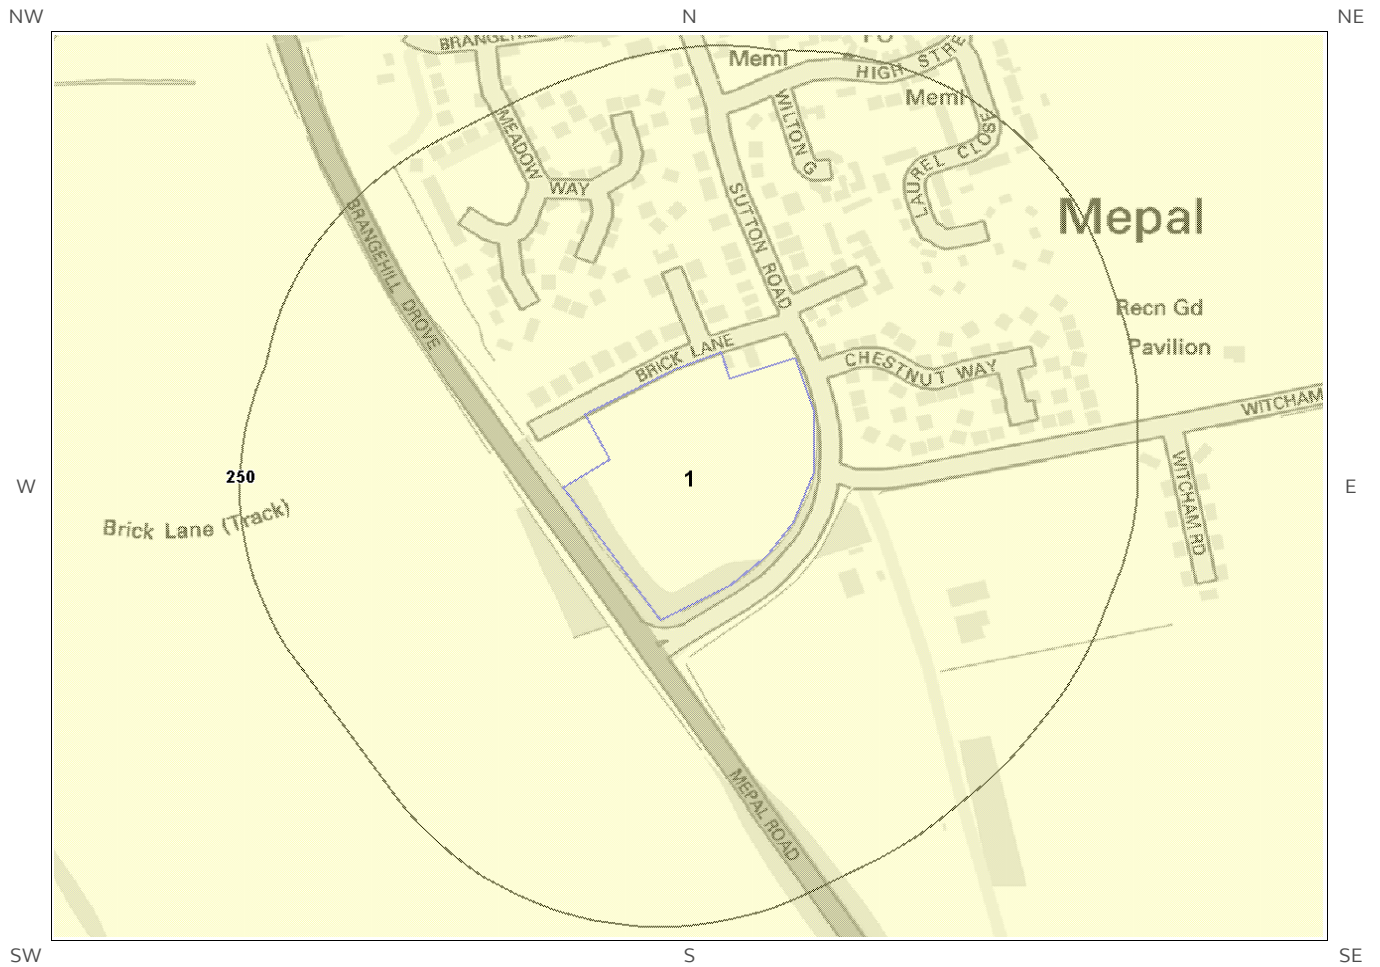 NW
N
NE
BRANGEHI
Meml
HIGH STRE
Meml
WILTON G
MEADOW
WAY
LAUREL CLOSE
SUTTON ROAD
Mepal
BRANGEHILL DROVE
Recn Gd
Pavilion
BRICK LANE
CHESTNUT WAY
WITCHAM
250
1
W
E
Brick Lane (Track)
WITCHAM RD
MEPAL ROAD
SW
S
SE